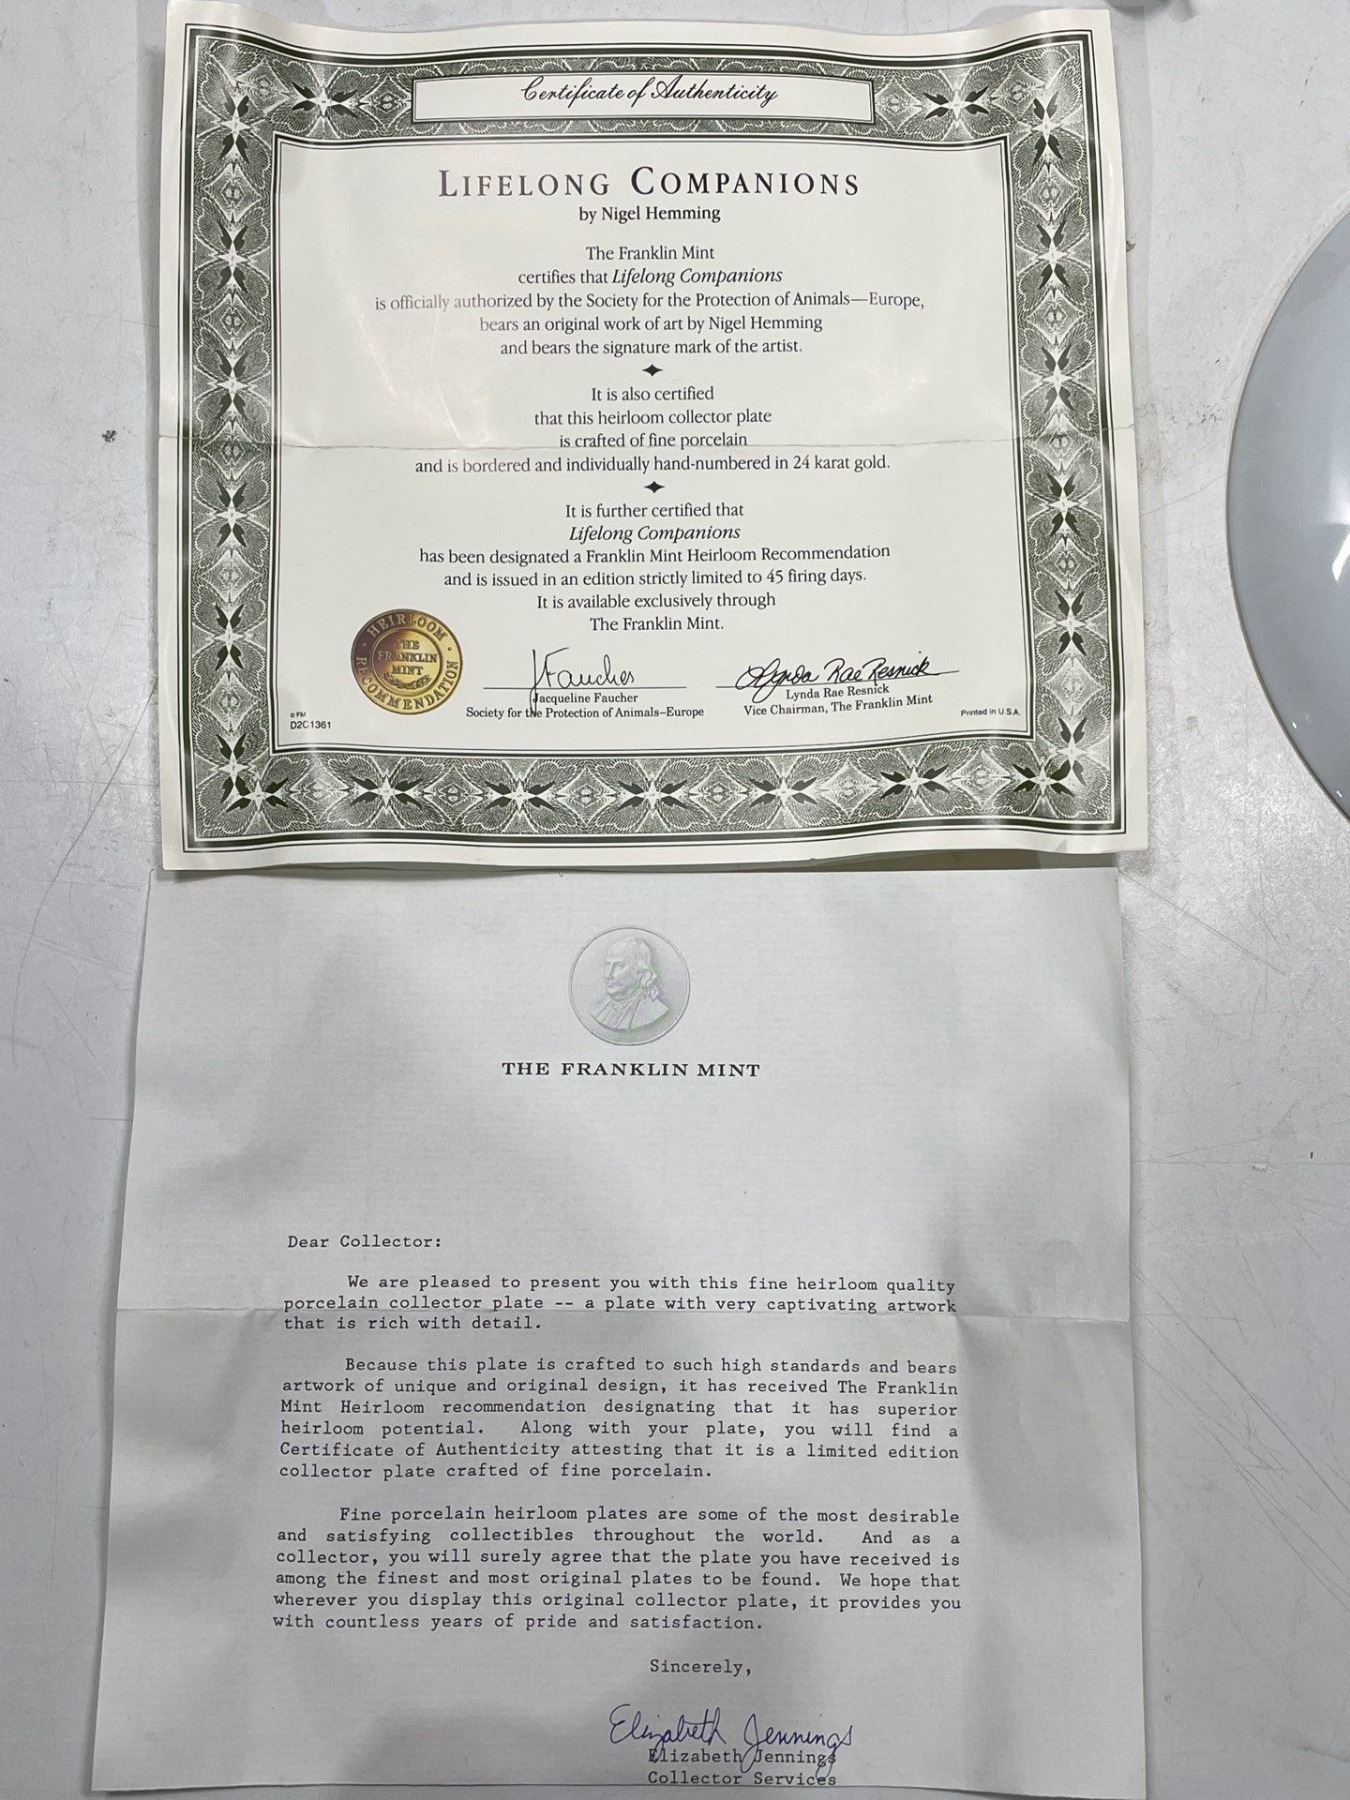 Certificate of Authenticity
LIFELONG COMPANIONS
by Nigel Hemming
The Franklin Mint
certifies that Lifelong Companions
is officially authorized by the Society for the Protection of Animals—Europe,
bears an original work of art by Nigel Hemming
and bears the signature mark of the artist.
It is also certified
that this heirloom collector plate
is crafted of fine porcelain
and is bordered and individually hand-numbered in 24 karat gold.
It is further certified that
Lifelong Companions
has been designated a Franklin Mint Heirloom Recommendation
and is issued in an edition strictly limited to 45 firing days.
It is available exclusively through
The Franklin Mint.
HEIRLOOM RECOMMENDATION
THE
FRANKLIN
MINT
JFaucher
Jacqueline Faucher
Society for the Protection of Animals–Europe
Lynda Rae Resnick
Lynda Rae Resnick
Vice Chairman, The Franklin Mint
© FM
D2C1361
Printed in U.S.A.
THE FRANKLIN MINT
Dear Collector:
We are pleased to present you with this fine heirloom quality
porcelain collector plate -- a plate with very captivating artwork
that is rich with detail.
Because this plate is crafted to such high standards and bears
artwork of unique and original design, it has received The Franklin
Mint Heirloom recommendation designating that it has superior
heirloom potential. Along with your plate, you will find a
Certificate of Authenticity attesting that it is a limited edition
collector plate crafted of fine porcelain.
Fine porcelain heirloom plates are some of the most desirable
and satisfying collectibles throughout the world. And as a
collector, you will surely agree that the plate you have received is
among the finest and most original plates to be found. We hope that
wherever you display this original collector plate, it provides you
with countless years of pride and satisfaction.
Sincerely,
Elizabeth Jennings
Elizabeth Jennings
Collector Services